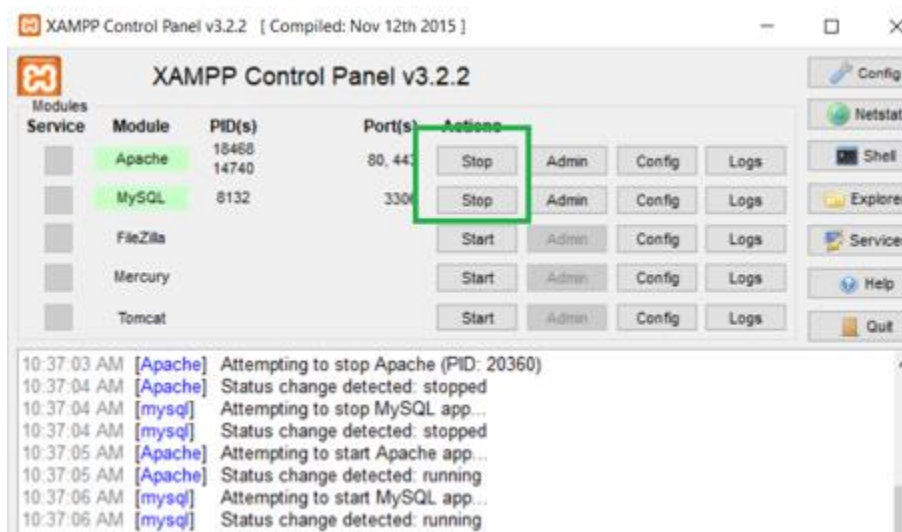 XAMPP Control Panel v3.2.2 [ Compiled: Nov 12th 2015 ]
XAMPP Control Panel v3.2.2
Config
Modules
Service Module PID(s) Port(s) Actions
Netstat
Apache 18468 14740 80, 443 Stop Admin Config Logs
Shell
MySQL 8132 3306 Stop Admin Config Logs
Explorer
FileZilla Start Admin Config Logs
Services
Mercury Start Admin Config Logs
Help
Tomcat Start Admin Config Logs
Quit
10:37:03 AM [Apache] Attempting to stop Apache (PID: 20360)
10:37:04 AM [Apache] Status change detected: stopped
10:37:04 AM [mysql] Attempting to stop MySQL app...
10:37:04 AM [mysql] Status change detected: stopped
10:37:05 AM [Apache] Attempting to start Apache app...
10:37:05 AM [Apache] Status change detected: running
10:37:06 AM [mysql] Attempting to start MySQL app...
10:37:06 AM [mysql] Status change detected: running